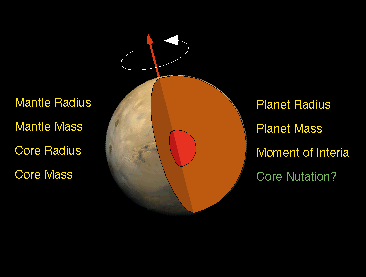 Mantle Radius
Mantle Mass
Core Radius
Core Mass
Planet Radius
Planet Mass
Moment of Interia
Core Nutation?